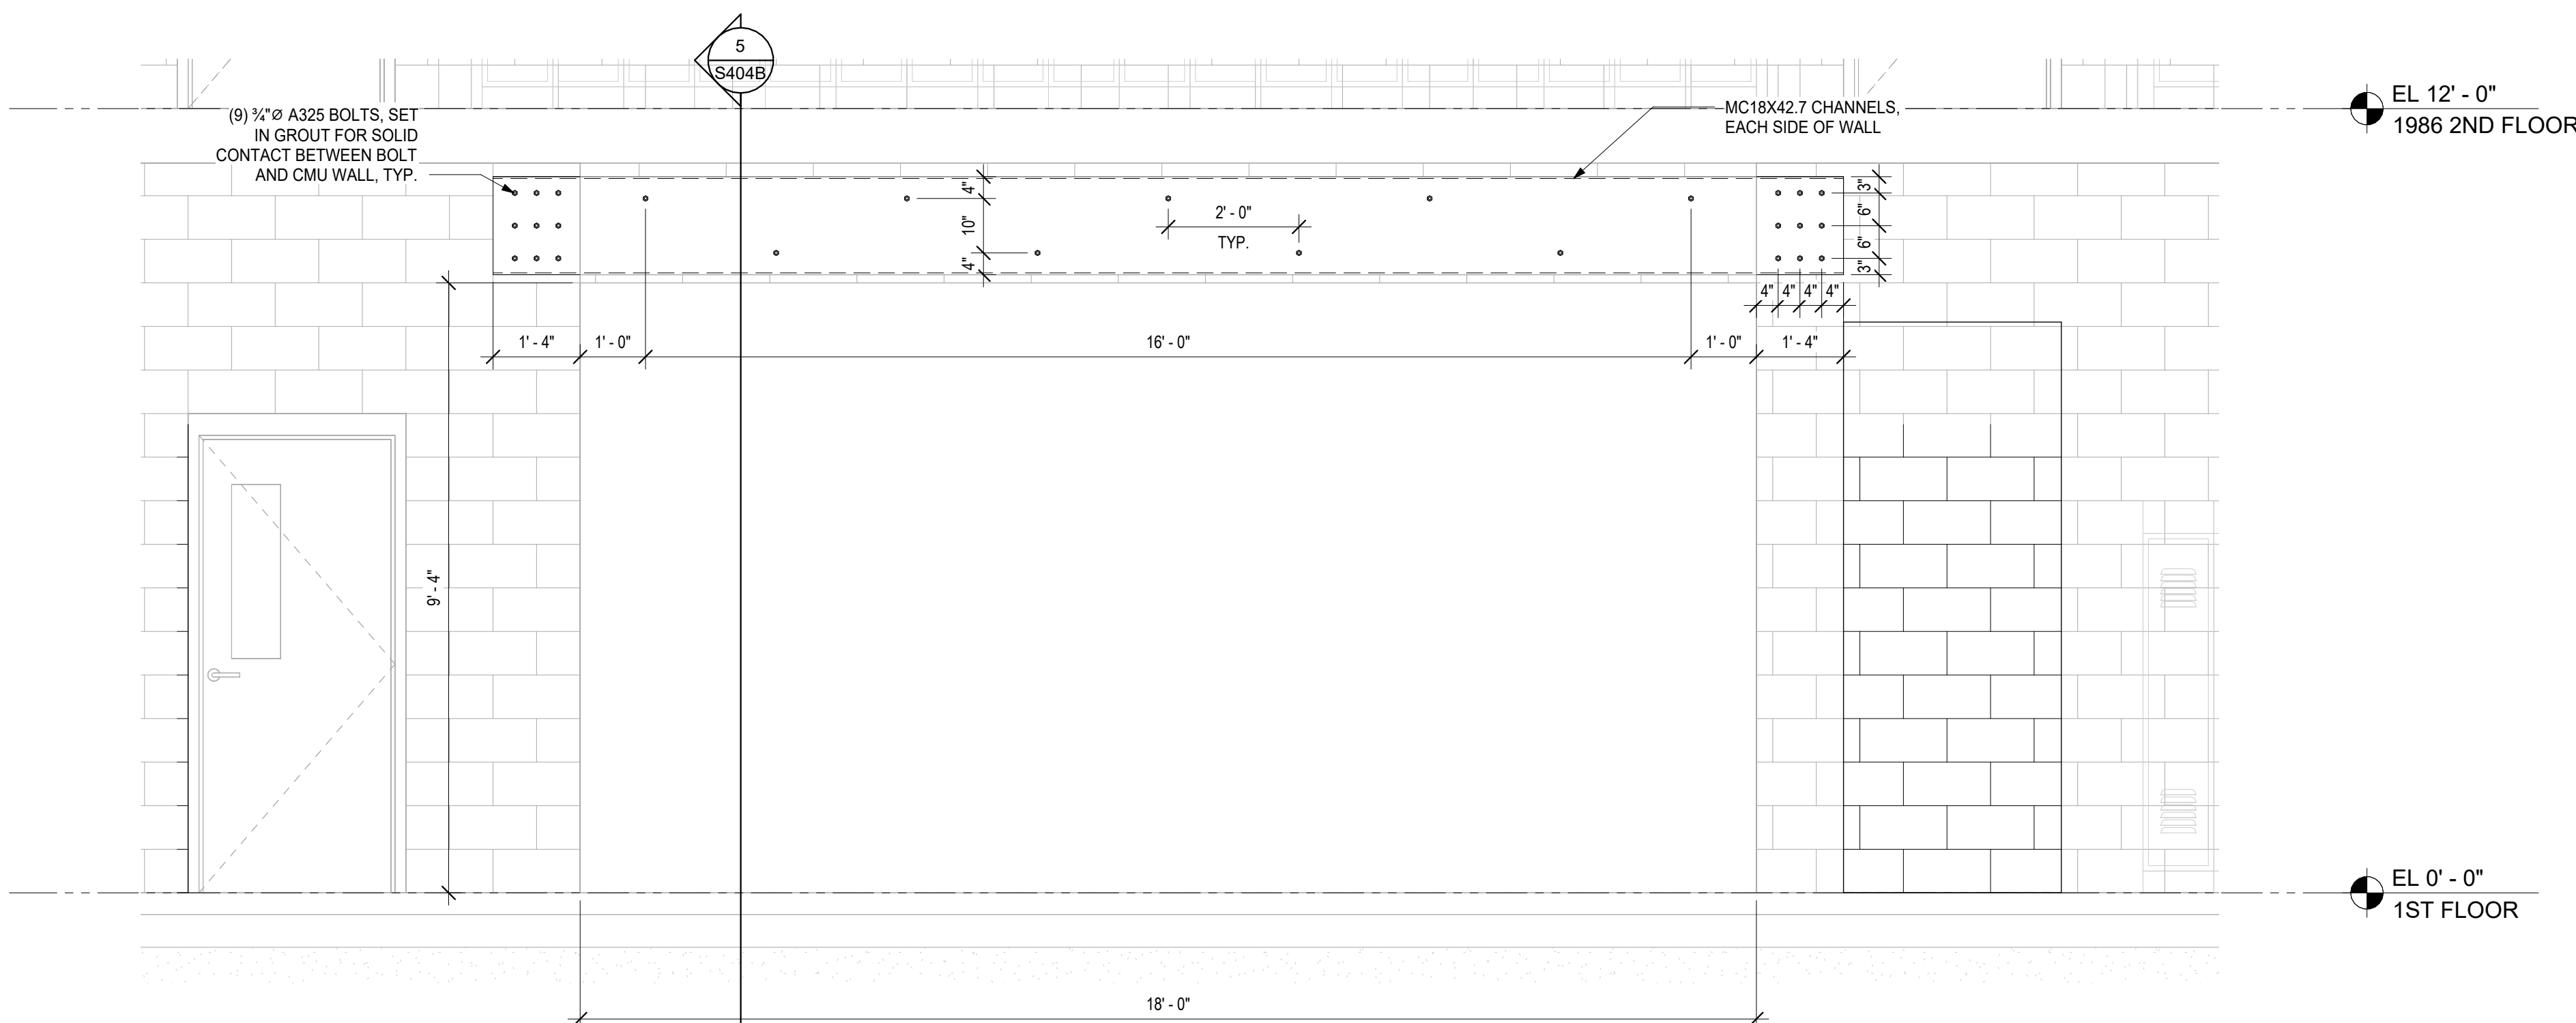 5
S404B
EL 12' - 0"
1986 2ND FLOOR
(9) ¾"Ø A325 BOLTS, SET
IN GROUT FOR SOLID
CONTACT BETWEEN BOLT
AND CMU WALL, TYP.
MC18X42.7 CHANNELS,
EACH SIDE OF WALL
4"
10"
4"
2' - 0"
TYP.
3"
6"
6"
3"
4"
4"
4"
4"
1' - 4"
1' - 0"
16' - 0"
1' - 0"
1' - 4"
9' - 4"
EL 0' - 0"
1ST FLOOR
18' - 0"